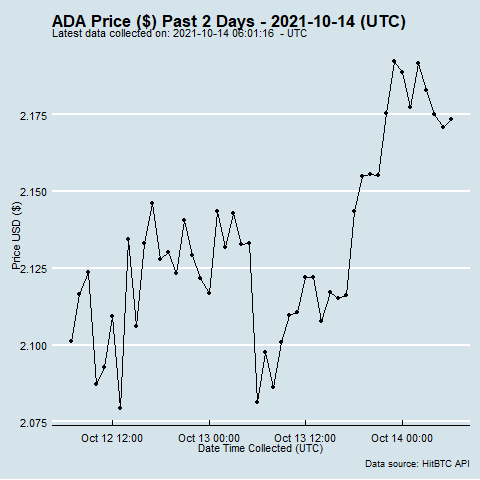 ADA Price ($) Past 2 Days - 2021-10-14 (UTC)
Latest data collected on: 2021-10-14 06:01:16 - UTC
2.175
2.150
2.125
2.100
2.075
Price USD ($)
Oct 12 12:00 Oct 13 00:00 Oct 13 12:00 Oct 14 00:00
Date Time Collected (UTC)
Data source: HitBTC API